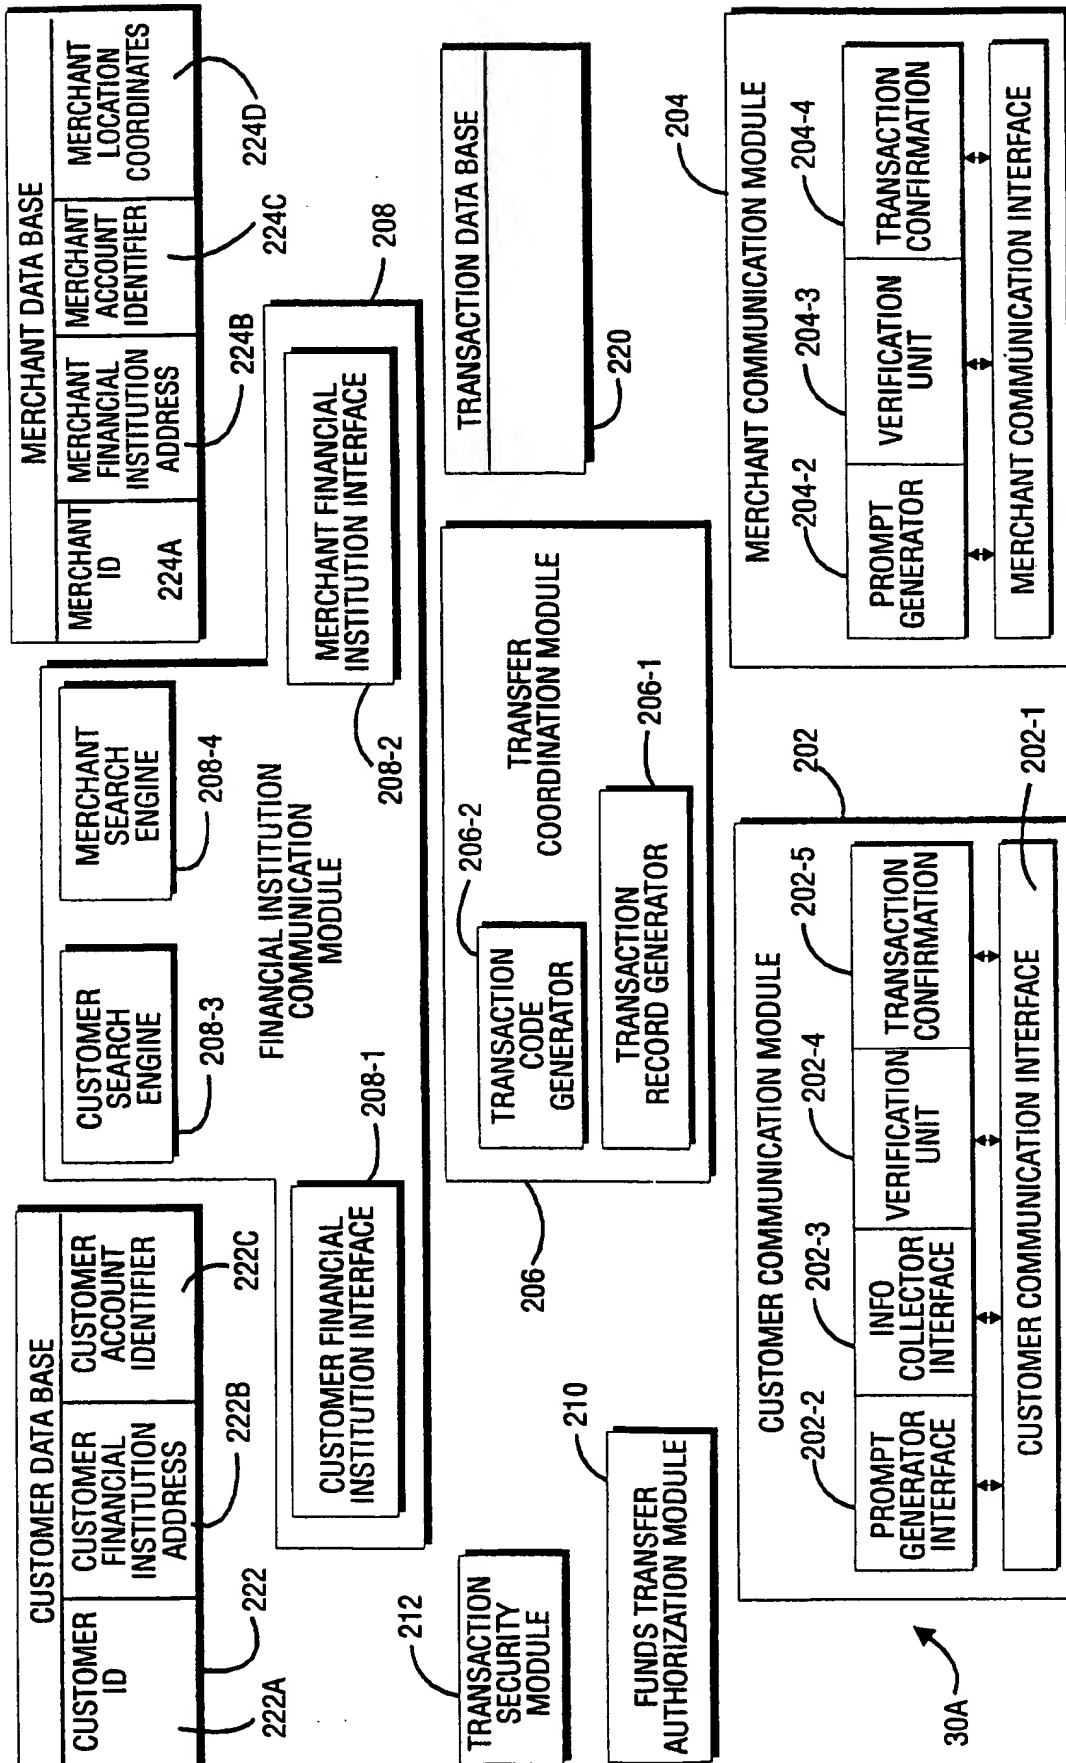 CUSTOMER DATA BASE
CUSTOMER
ID
CUSTOMER
FINANCIAL
INSTITUTION
ADDRESS
CUSTOMER
ACCOUNT
IDENTIFIER
222A
222
222B
222C
CUSTOMER
SEARCH
ENGINE
208-3
MERCHANT
SEARCH
ENGINE
208-4
FINANCIAL INSTITUTION
COMMUNICATION
MODULE
208-1
CUSTOMER FINANCIAL
INSTITUTION INTERFACE
208-2
MERCHANT FINANCIAL
INSTITUTION INTERFACE
208
MERCHANT DATA BASE
MERCHANT
ID
224A
MERCHANT
FINANCIAL
INSTITUTION
ADDRESS
224B
MERCHANT
ACCOUNT
IDENTIFIER
224C
MERCHANT
LOCATION
COORDINATES
224D
212
TRANSACTION
SECURITY
MODULE
210
FUNDS TRANSFER
AUTHORIZATION MODULE
206
TRANSACTION
CODE
GENERATOR
206-2
TRANSFER
COORDINATION MODULE
TRANSACTION
RECORD GENERATOR
206-1
TRANSACTION DATA BASE
220
30A
CUSTOMER COMMUNICATION MODULE
202
202-2
202-3
202-4
202-5
PROMPT
GENERATOR
INTERFACE
INFO
COLLECTOR
INTERFACE
VERIFICATION
UNIT
TRANSACTION
CONFIRMATION
CUSTOMER COMMUNICATION INTERFACE
202-1
MERCHANT COMMUNICATION MODULE
204
204-2
204-3
204-4
PROMPT
GENERATOR
VERIFICATION
UNIT
TRANSACTION
CONFIRMATION
MERCHANT COMMUNICATION INTERFACE